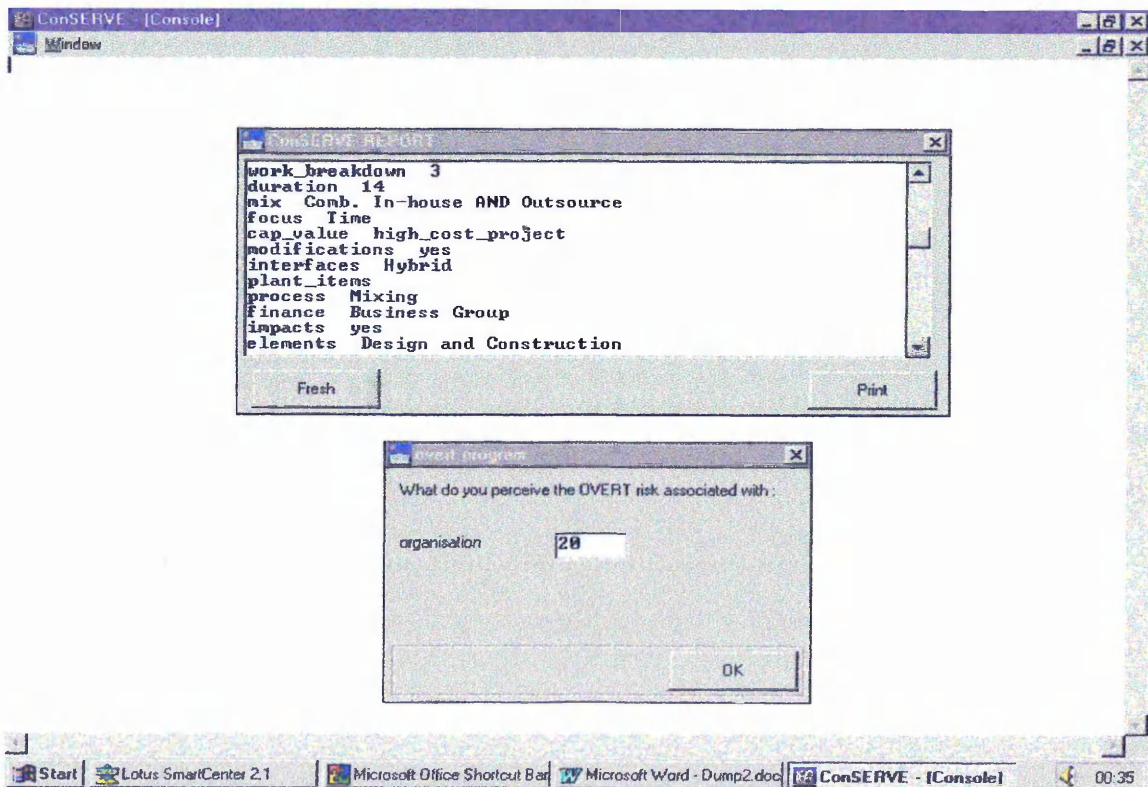 ConSERVE - [Console]
Window
ConSERVE REPORT
work_breakdown 3
duration 14
mix Comb. In-house AND Outsource
focus Time
cap_value high_cost_project
modifications yes
interfaces Hybrid
plant_items
process Mixing
finance Business Group
impacts yes
elements Design and Construction
Fresh Print
overt program
What do you perceive the OVERT risk associated with :
organisation 20
OK
Start Lotus SmartCenter 2.1 Microsoft Office Shortcut Bar Microsoft Word - Dump2.doc ConSERVE - [Console] 00:35